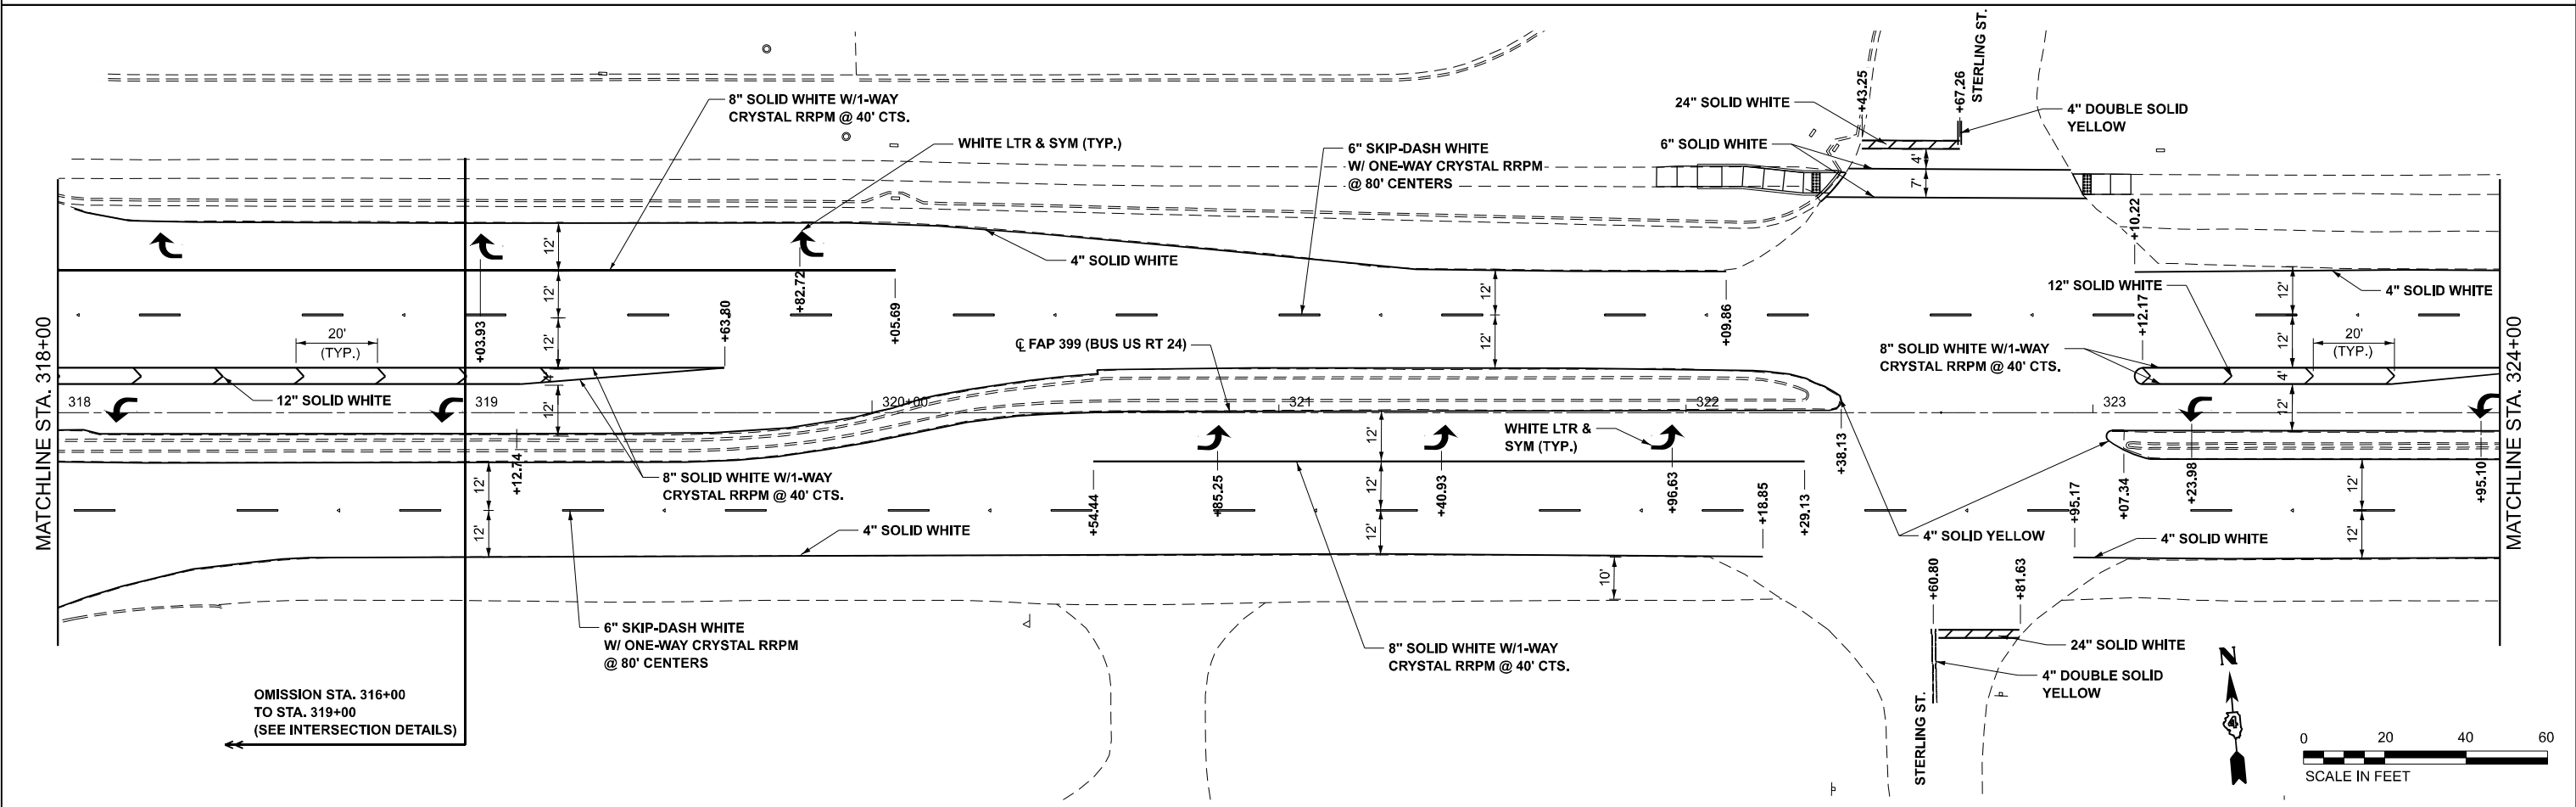 STERLING ST.
+43.25
+67.26
24" SOLID WHITE
4" DOUBLE SOLID
YELLOW
8" SOLID WHITE W/1-WAY
CRYSTAL RRPM @ 40' CTS.
WHITE LTR & SYM (TYP.)
6" SKIP-DASH WHITE
W/ ONE-WAY CRYSTAL RRPM
@ 80' CENTERS
6" SOLID WHITE
4'
7'
+10.22
12'
4" SOLID WHITE
12" SOLID WHITE
12'
4" SOLID WHITE
12'
12'
12'
+82.72
+03.93
+63.80
+05.69
+09.86
+12.17
MATCHLINE STA. 318+00
20'
(TYP.)
12'
12'
12'
20'
(TYP.)
℄ FAP 399 (BUS US RT 24)
8" SOLID WHITE W/1-WAY
CRYSTAL RRPM @ 40' CTS.
4'
4'
MATCHLINE STA. 324+00
318
12" SOLID WHITE
319
320+00
321
322
323
12'
12'
12'
WHITE LTR &
SYM (TYP.)
+12.74
8" SOLID WHITE W/1-WAY
CRYSTAL RRPM @ 40' CTS.
+54.44
+85.25
+40.93
+96.63
+18.85
+29.13
+38.13
+95.17
+07.34
+23.98
+95.10
12'
12'
12'
12'
12'
12'
4" SOLID WHITE
4" SOLID YELLOW
4" SOLID WHITE
10'
+60.80
+81.63
6" SKIP-DASH WHITE
W/ ONE-WAY CRYSTAL RRPM
@ 80' CENTERS
8" SOLID WHITE W/1-WAY
CRYSTAL RRPM @ 40' CTS.
24" SOLID WHITE
4" DOUBLE SOLID
YELLOW
OMISSION STA. 316+00
TO STA. 319+00
(SEE INTERSECTION DETAILS)
STERLING ST.
N
4
0 20 40 60
SCALE IN FEET